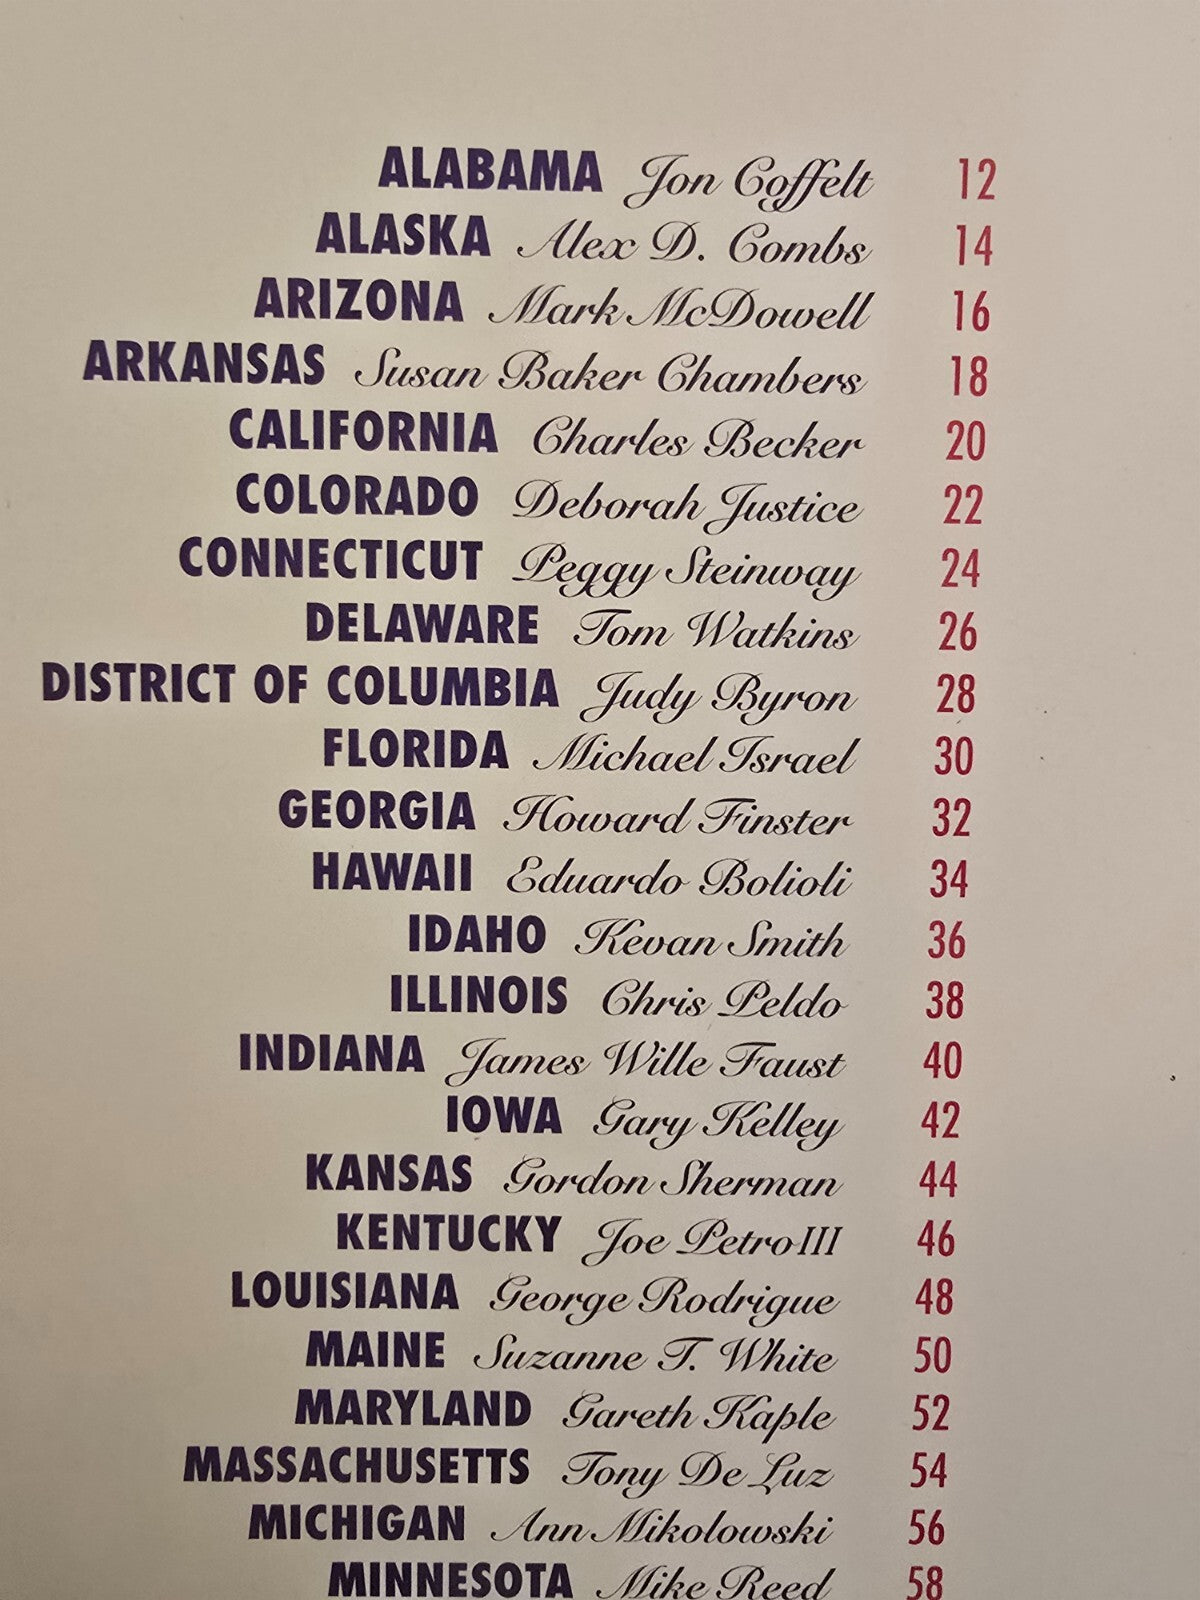 ALABAMA Jon Coffelt 12
ALASKA Alex D. Combs 14
ARIZONA Mark McDowell 16
ARKANSAS Susan Baker Chambers 18
CALIFORNIA Charles Becker 20
COLORADO Deborah Justice 22
CONNECTICUT Peggy Steinway 24
DELAWARE Tom Watkins 26
DISTRICT OF COLUMBIA Judy Byron 28
FLORIDA Michael Israel 30
GEORGIA Howard Finster 32
HAWAII Eduardo Bolioli 34
IDAHO Kevan Smith 36
ILLINOIS Chris Peldo 38
INDIANA James Wille Faust 40
IOWA Gary Kelley 42
KANSAS Gordon Sherman 44
KENTUCKY Joe Petro III 46
LOUISIANA George Rodrigue 48
MAINE Suzanne T. White 50
MARYLAND Gareth Kaple 52
MASSACHUSETTS Tony De Luz 54
MICHIGAN Ann Mikolowski 56
MINNESOTA Mike Reed 58